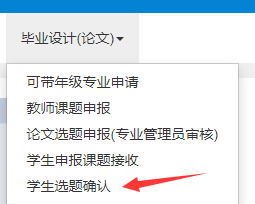 毕业设计(论文)
可带年级专业申请
教师课题申报
论文选题申报(专业管理员审核)
学生申报课题接收
学生选题确认